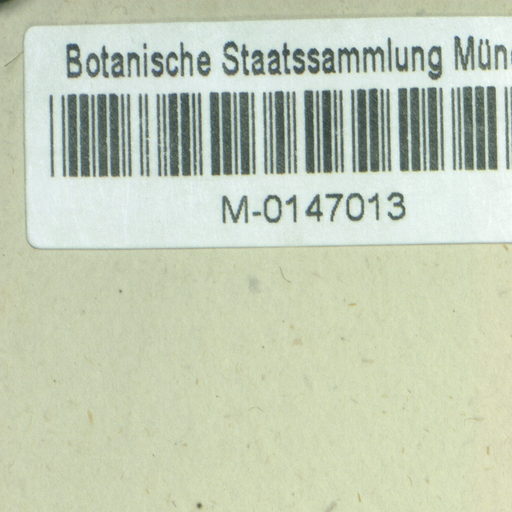 Botanische Staatssammlung Mün
M-0147013